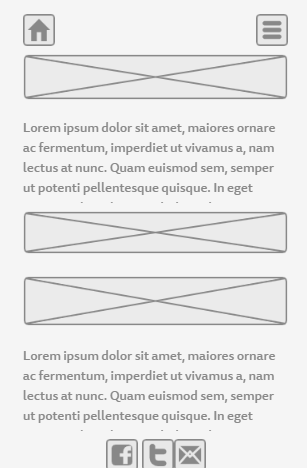 Lorem ipsum dolor sit amet, maiores ornare
ac fermentum, imperdiet ut vivamus a, nam
lectus at nunc. Quam euismod sem, semper
ut potenti pellentesque quisque. In eget
Lorem ipsum dolor sit amet, maiores ornare
ac fermentum, imperdiet ut vivamus a, nam
lectus at nunc. Quam euismod sem, semper
ut potenti pellentesque quisque. In eget